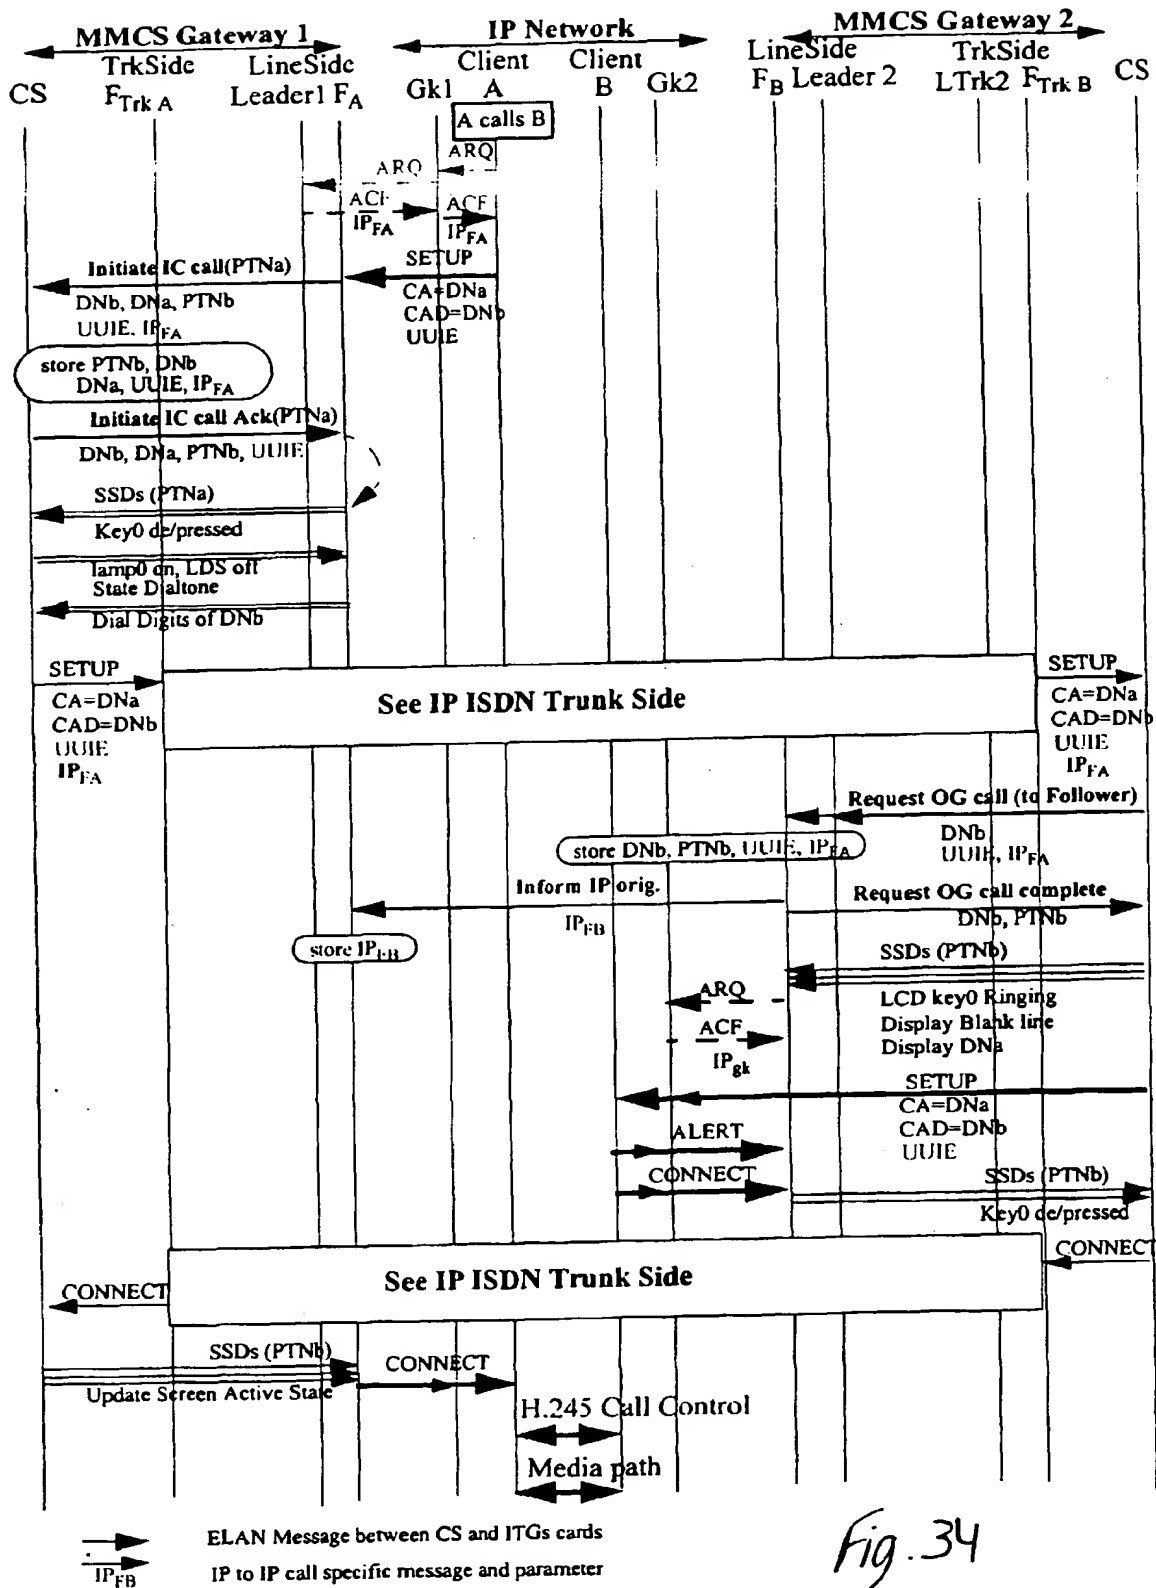 MMCS Gateway 1
IP Network
MMCS Gateway 2
CS
TrkSide
FTrk A
LineSide
Leader1 FA
Gk1
Client
A
Client
B
Gk2
LineSide
FB Leader 2
TrkSide
LTrk2 FTrk B
CS
A calls B
ARQ
ARQ
ACF
IPFA
ACF
IPFA
SETUP
CA=DNa
CAD=DNb
UUIE
Initiate IC call(PTNa)
DNb, DNa, PTNb
UUIE, IPFA
store PTNb, DNb
DNa, UUIE, IPFA
Initiate IC call Ack(PTNa)
DNb, DNa, PTNb, UUIE
SSDs (PTNa)
Key0 de/pressed
lamp0 on, LDS off
State Dialtone
Dial Digits of DNb
SETUP
CA=DNa
CAD=DNb
UUIE
IPFA
See IP ISDN Trunk Side
SETUP
CA=DNa
CAD=DNb
UUIE
IPFA
Request OG call (to Follower)
DNb
UUIE, IPFA
store DNb, PTNb, UUIE, IPFA
Inform IP orig.
IPFB
Request OG call complete
DNb, PTNb
store IPFB
SSDs (PTNb)
LCD key0 Ringing
Display Blank line
Display DNa
ARQ
ACF
IPgk
SETUP
CA=DNa
CAD=DNb
UUIE
ALERT
CONNECT
SSDs (PTNb)
Key0 de/pressed
CONNECT
See IP ISDN Trunk Side
CONNECT
SSDs (PTNb)
Update Screen Active State
CONNECT
H.245 Call Control
Media path
ELAN Message between CS and ITGs cards
IPFB IP to IP call specific message and parameter
Fig. 34